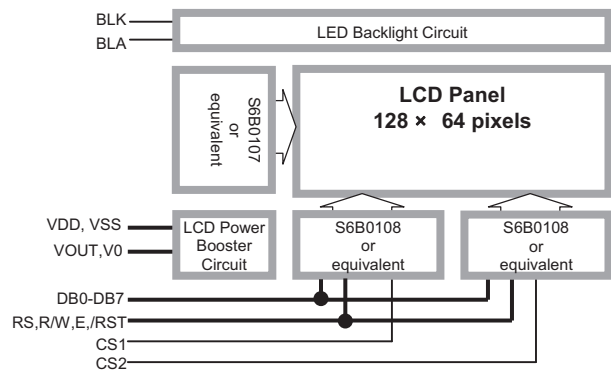 BLK
BLA
LED Backlight Circuit
S6B0107
or
equivalent
LCD Panel
128 × 64 pixels
VDD, VSS
VOUT,V0
LCD Power
Booster
Circuit
S6B0108
or
equivalent
S6B0108
or
equivalent
DB0-DB7
RS,R/W,E,/RST
CS1
CS2